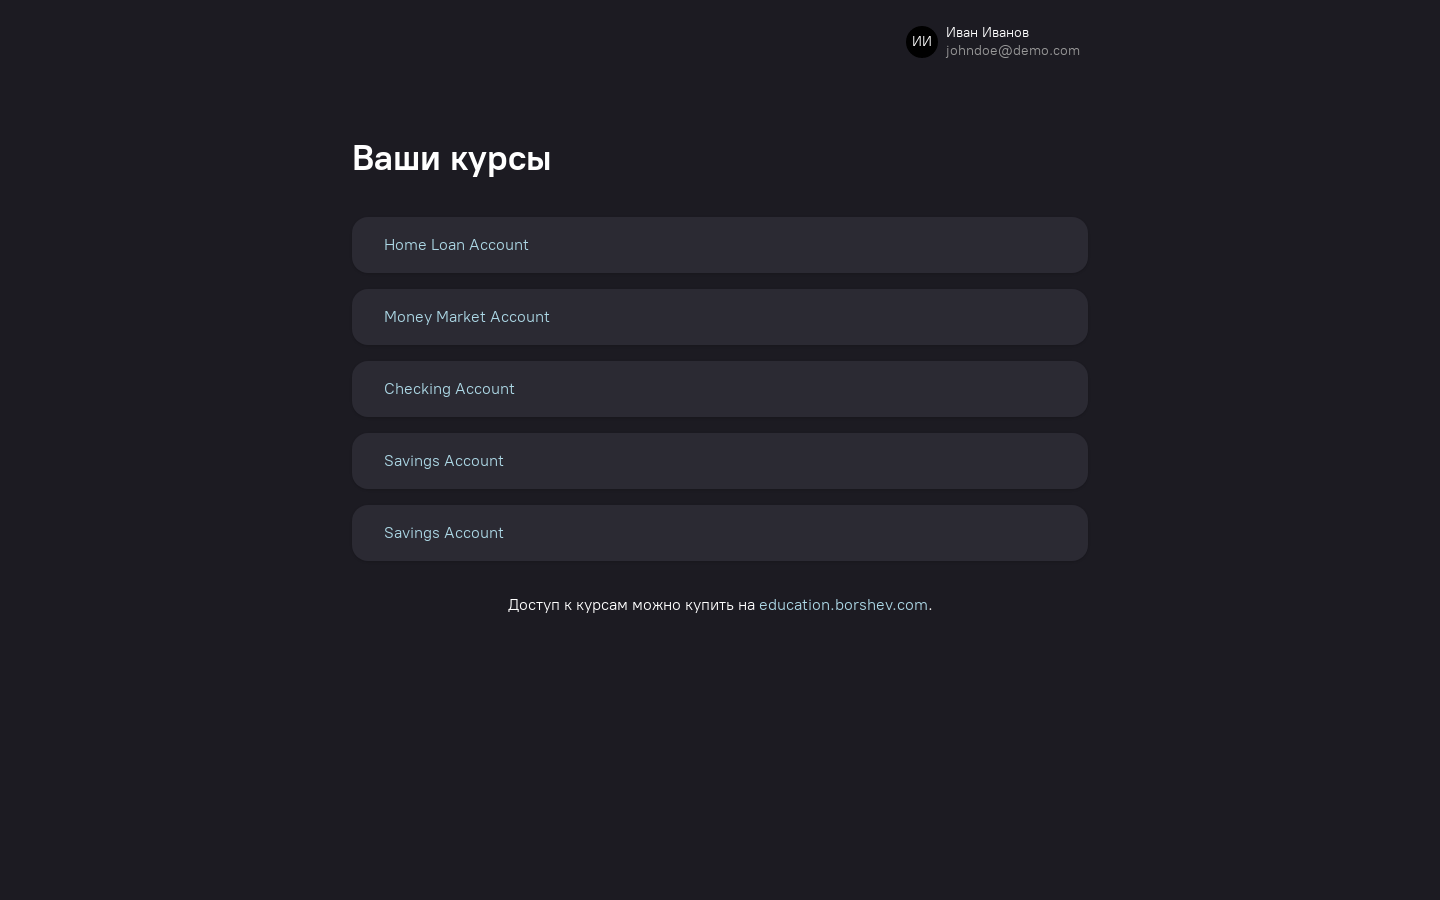 ИИ
Иван Иванов
johndoe@demo.com
Ваши курсы
Home Loan Account
Money Market Account
Checking Account
Savings Account
Savings Account
Доступ к курсам можно купить на education.borshev.com.